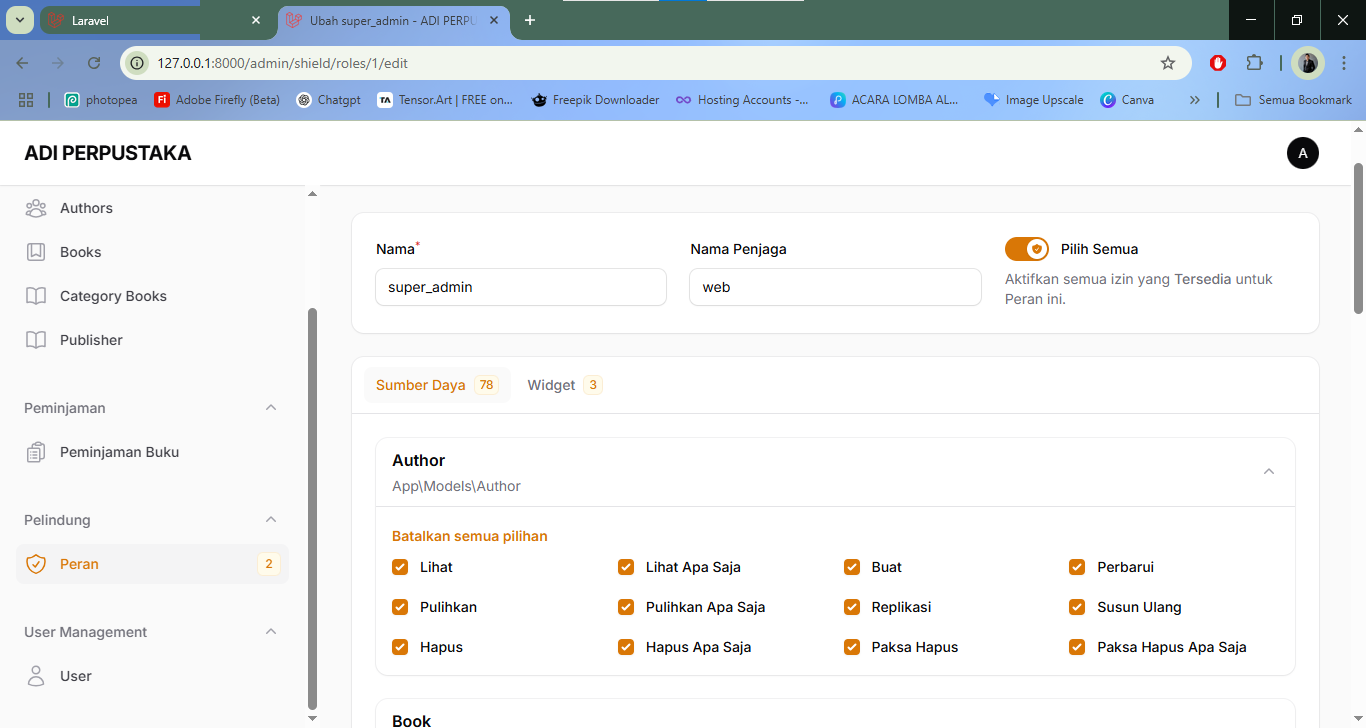 Laravel
Ubah super_admin - ADI PERPU
127.0.0.1:8000/admin/shield/roles/1/edit
photopea
Adobe Firefly (Beta)
Chatgpt
Tensor.Art | FREE on...
Freepik Downloader
Hosting Accounts -...
ACARA LOMBA AL...
Image Upscale
Canva
Semua Bookmark
ADI PERPUSTAKA
A
Authors
Books
Category Books
Publisher
Peminjaman
Peminjaman Buku
Pelindung
Peran 2
User Management
User
Nama* Nama Penjaga Pilih Semua
super_admin web
Aktifkan semua izin yang Tersedia untuk
Peran ini.
Sumber Daya 78 Widget 3
Author
App\Models\Author
Batalkan semua pilihan
Lihat Lihat Apa Saja Buat Perbarui
Pulihkan Pulihkan Apa Saja Replikasi Susun Ulang
Hapus Hapus Apa Saja Paksa Hapus Paksa Hapus Apa Saja
Book